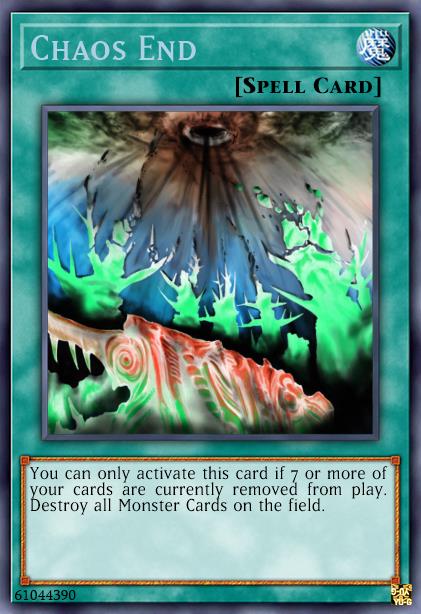 Chaos End
魔
[Spell Card]
You can only activate this card if 7 or more of
your cards are currently removed from play.
Destroy all Monster Cards on the field.
61044390